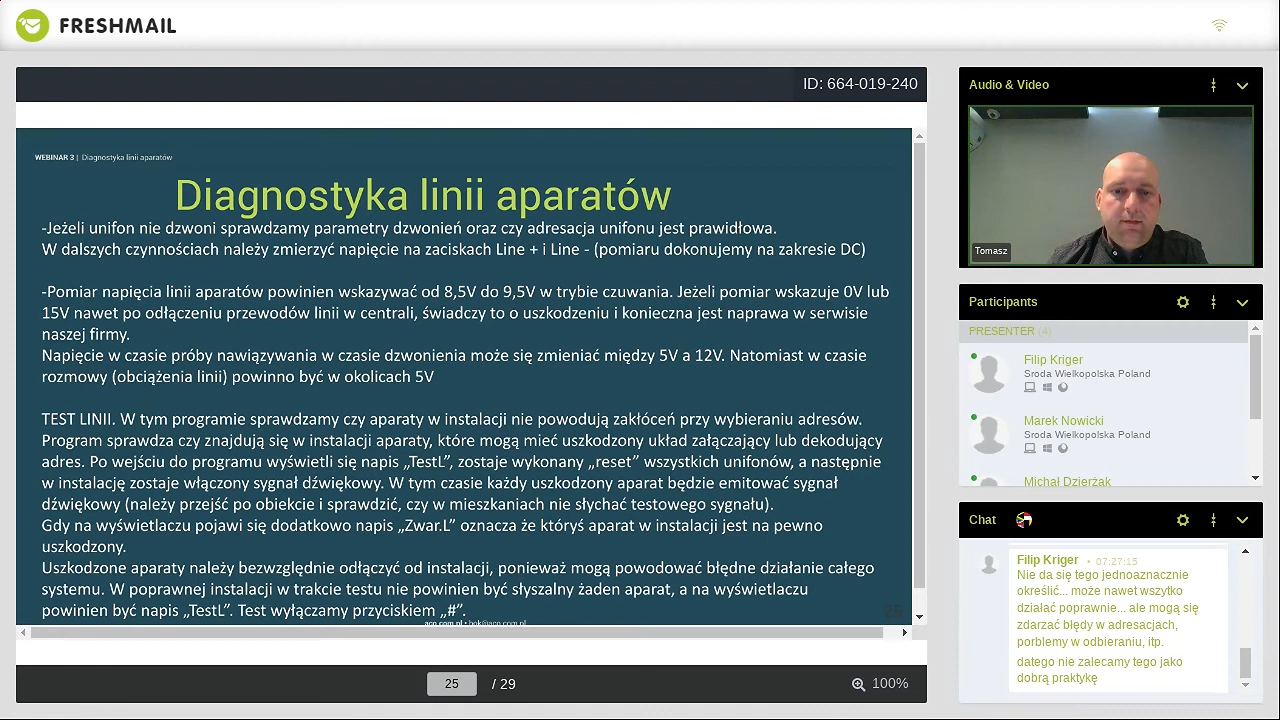 FRESHMAIL
ID: 664-019-240
WEBINAR 3 | Diagnostyka linii aparatów
Diagnostyka linii aparatów
-Jeżeli unifon nie dzwoni sprawdzamy parametry dzwonień oraz czy adresacja unifonu jest prawidłowa.
W dalszych czynnościach należy zmierzyć napięcie na zaciskach Line + i Line - (pomiaru dokonujemy na zakresie DC)
-Pomiar napięcia linii aparatów powinien wskazywać od 8,5V do 9,5V w trybie czuwania. Jeżeli pomiar wskazuje 0V lub
15V nawet po odłączeniu przewodów linii w centrali, świadczy to o uszkodzeniu i konieczna jest naprawa w serwisie
naszej firmy.
Napięcie w czasie próby nawiązywania w czasie dzwonienia może się zmieniać między 5V a 12V. Natomiast w czasie
rozmowy (obciążenia linii) powinno być w okolicach 5V
TEST LINII. W tym programie sprawdzamy czy aparaty w instalacji nie powodują zakłóceń przy wybieraniu adresów.
Program sprawdza czy znajdują się w instalacji aparaty, które mogą mieć uszkodzony układ załączający lub dekodujący
adres. Po wejściu do programu wyświetli się napis „TestL”, zostaje wykonany „reset” wszystkich unifonów, a następnie
w instalację zostaje włączony sygnał dźwiękowy. W tym czasie każdy uszkodzony aparat będzie emitować sygnał
dźwiękowy (należy przejść po obiekcie i sprawdzić, czy w mieszkaniach nie słychać testowego sygnału).
Gdy na wyświetlaczu pojawi się dodatkowo napis „Zwar.L” oznacza że któryś aparat w instalacji jest na pewno
uszkodzony.
Uszkodzone aparaty należy bezwzględnie odłączyć od instalacji, ponieważ mogą powodować błędne działanie całego
systemu. W poprawnej instalacji w trakcie testu nie powinien być słyszalny żaden aparat, a na wyświetlaczu
powinien być napis „TestL”. Test wyłączamy przyciskiem „#”.
25
aco.com.pl • bok@aco.com.pl
25 / 29
100%
Audio & Video
Tomasz
Participants
PRESENTER (4)
Filip Kriger
Sroda Wielkopolska Poland
Marek Nowicki
Sroda Wielkopolska Poland
Michał Dzierżak
Chat
Filip Kriger • 07:27:15
Nie da się tego jednoaznacznie
określić... może nawet wszytko
działać poprawnie... ale mogą się
zdarzać błędy w adresacjach,
porblemy w odbieraniu, itp.
datego nie zalecamy tego jako
dobrą praktykę